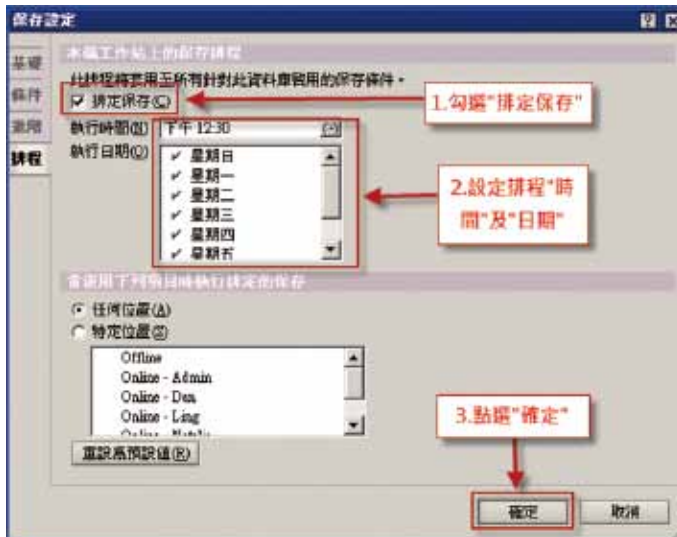 保存設定
基礎
條件
進階
排程
本機工作站上的保存排程
此排程將套用至所有針對此資料庫啟用的保存條件。
排定保存(C)
1.勾選"排定保存"
執行時間(N)
下午 12:30
執行日期(O)
星期日
星期一
星期二
星期三
星期四
星期五
2.設定排程"時
間"及"日期"
當使用下列項目時執行排定的保存
任何位置(A)
特定位置(S)
Offline
Online - Admin
Online - Dea
Online - Ling
3.點選"確定"
重設為預設值(R)
確定
取消